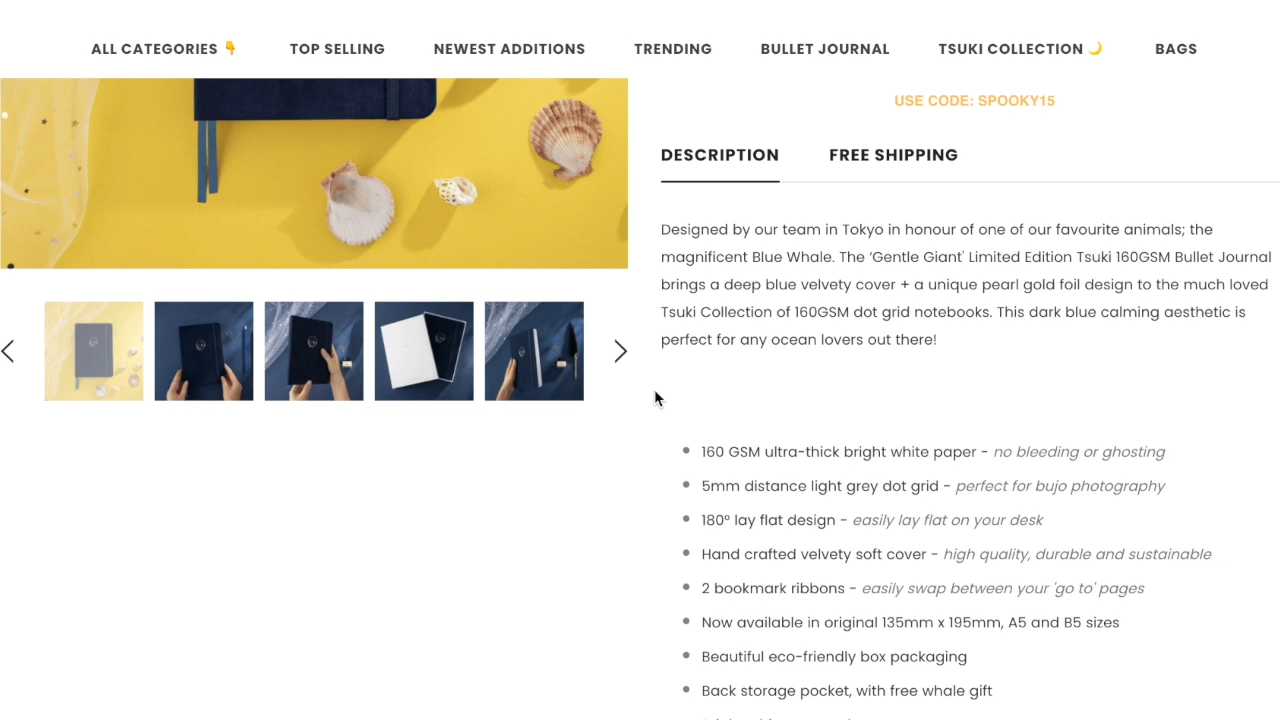 ALL CATEGORIES 👇 TOP SELLING NEWEST ADDITIONS TRENDING BULLET JOURNAL TSUKI COLLECTION 🌙 BAGS
USE CODE: SPOOKY15
DESCRIPTION FREE SHIPPING
Designed by our team in Tokyo in honour of one of our favourite animals; the
magnificent Blue Whale. The ‘Gentle Giant' Limited Edition Tsuki 160GSM Bullet Journal
brings a deep blue velvety cover + a unique pearl gold foil design to the much loved
Tsuki Collection of 160GSM dot grid notebooks. This dark blue calming aesthetic is
perfect for any ocean lovers out there!
160 GSM ultra-thick bright white paper - no bleeding or ghosting
5mm distance light grey dot grid - perfect for bujo photography
180° lay flat design - easily lay flat on your desk
Hand crafted velvety soft cover - high quality, durable and sustainable
2 bookmark ribbons - easily swap between your 'go to' pages
Now available in original 135mm x 195mm, A5 and B5 sizes
Beautiful eco-friendly box packaging
Back storage pocket, with free whale gift